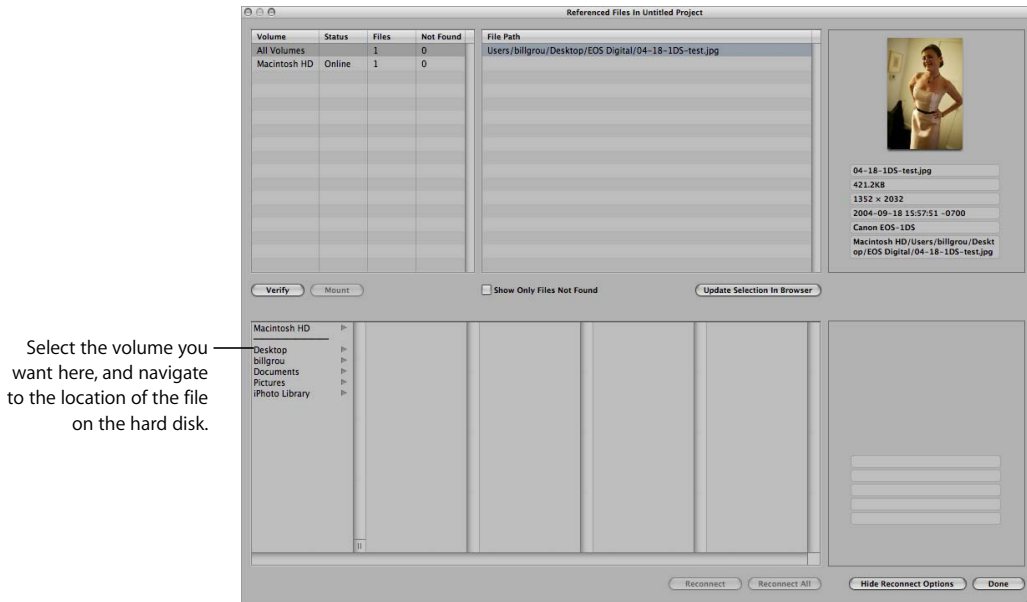 Referenced Files In Untitled Project
Volume Status Files Not Found
All Volumes 1 0
Macintosh HD Online 1 0
File Path
Users/billgrou/Desktop/EOS Digital/04-18-1DS-test.jpg
04-18-1DS-test.jpg
421.2KB
1352 × 2032
2004-09-18 15:57:51 -0700
Canon EOS-1DS
Macintosh HD/Users/billgrou/Deskt
op/EOS Digital/04-18-1DS-test.jpg
Verify Mount Show Only Files Not Found Update Selection In Browser
Select the volume you
want here, and navigate
to the location of the file
on the hard disk.
Macintosh HD
Desktop
billgrou
Documents
Pictures
iPhoto Library
Reconnect Reconnect All Hide Reconnect Options Done